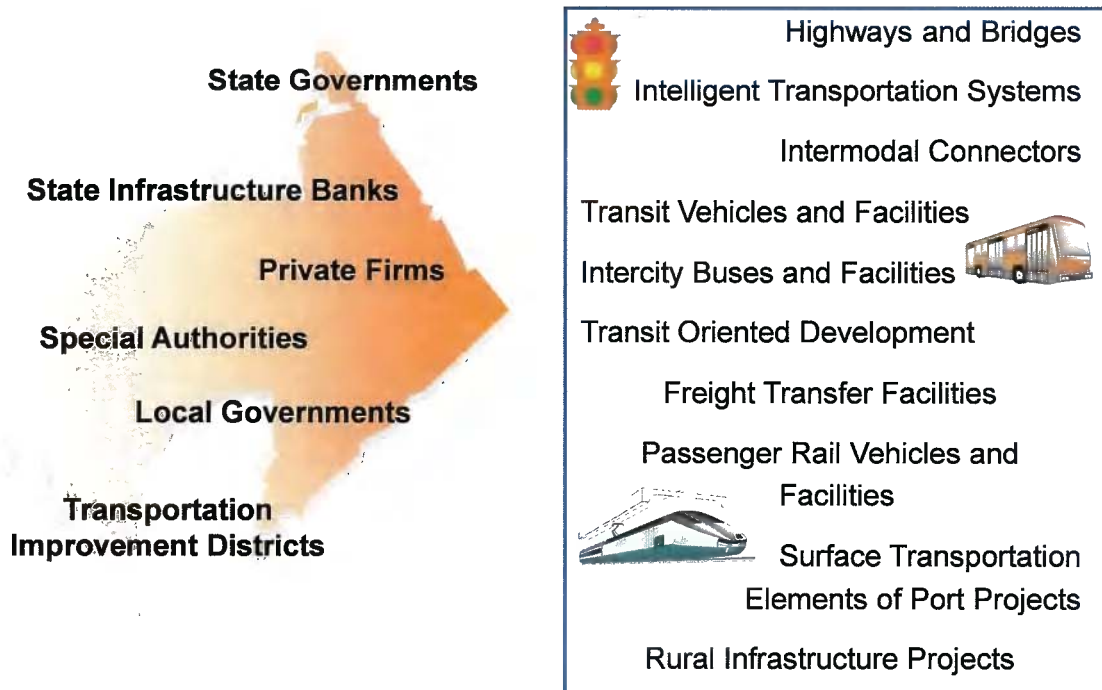 State Governments
State Infrastructure Banks
Private Firms
Special Authorities
Local Governments
Transportation
Improvement Districts
Highways and Bridges
Intelligent Transportation Systems
Intermodal Connectors
Transit Vehicles and Facilities
Intercity Buses and Facilities
Transit Oriented Development
Freight Transfer Facilities
Passenger Rail Vehicles and
Facilities
Surface Transportation
Elements of Port Projects
Rural Infrastructure Projects